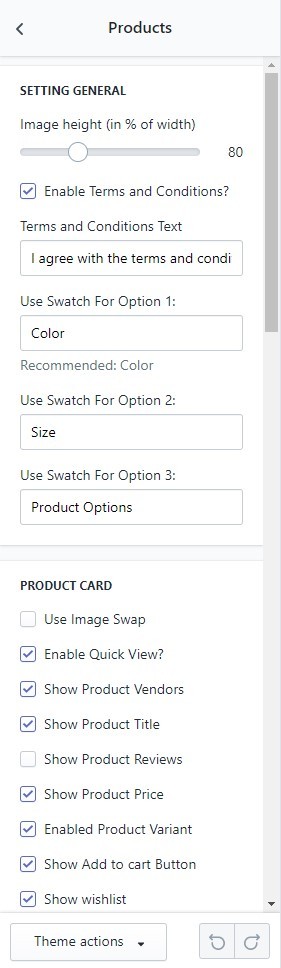 Products
SETTING GENERAL
Image height (in % of width)
80
Enable Terms and Conditions?
Terms and Conditions Text
I agree with the terms and condi
Use Swatch For Option 1:
Color
Recommended: Color
Use Swatch For Option 2:
Size
Use Swatch For Option 3:
Product Options
PRODUCT CARD
Use Image Swap
Enable Quick View?
Show Product Vendors
Show Product Title
Show Product Reviews
Show Product Price
Enabled Product Variant
Show Add to cart Button
Show wishlist
Theme actions